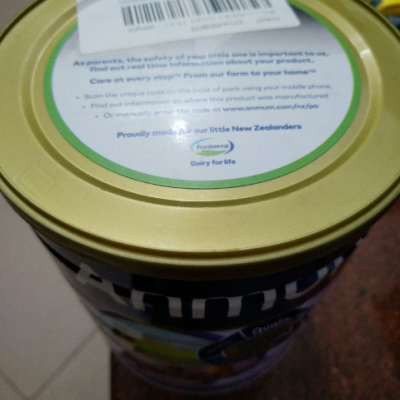 As parents, the safety of your little one is important to us,
find out real time information about your product.
Care at every step™ From our farm to your home™
• Scan the unique code on the base of pack using your mobile phone.
• Find out information on where this product was manufactured.
• Or manually enter the code at www.anmum.com/nz/
Proudly made for our little New Zealanders
Fonterra
Dairy for life
Anmum